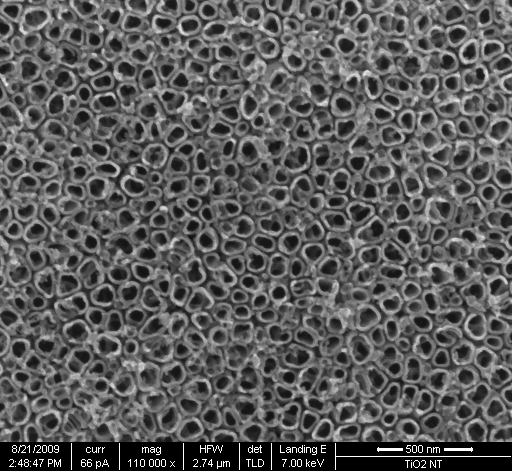 8/21/2009 curr mag HFW det Landing E 500 nm
2:46:47 PM 66 pA 110 000 x 2.74 µm TLD 7.00 keV TiO2 NT